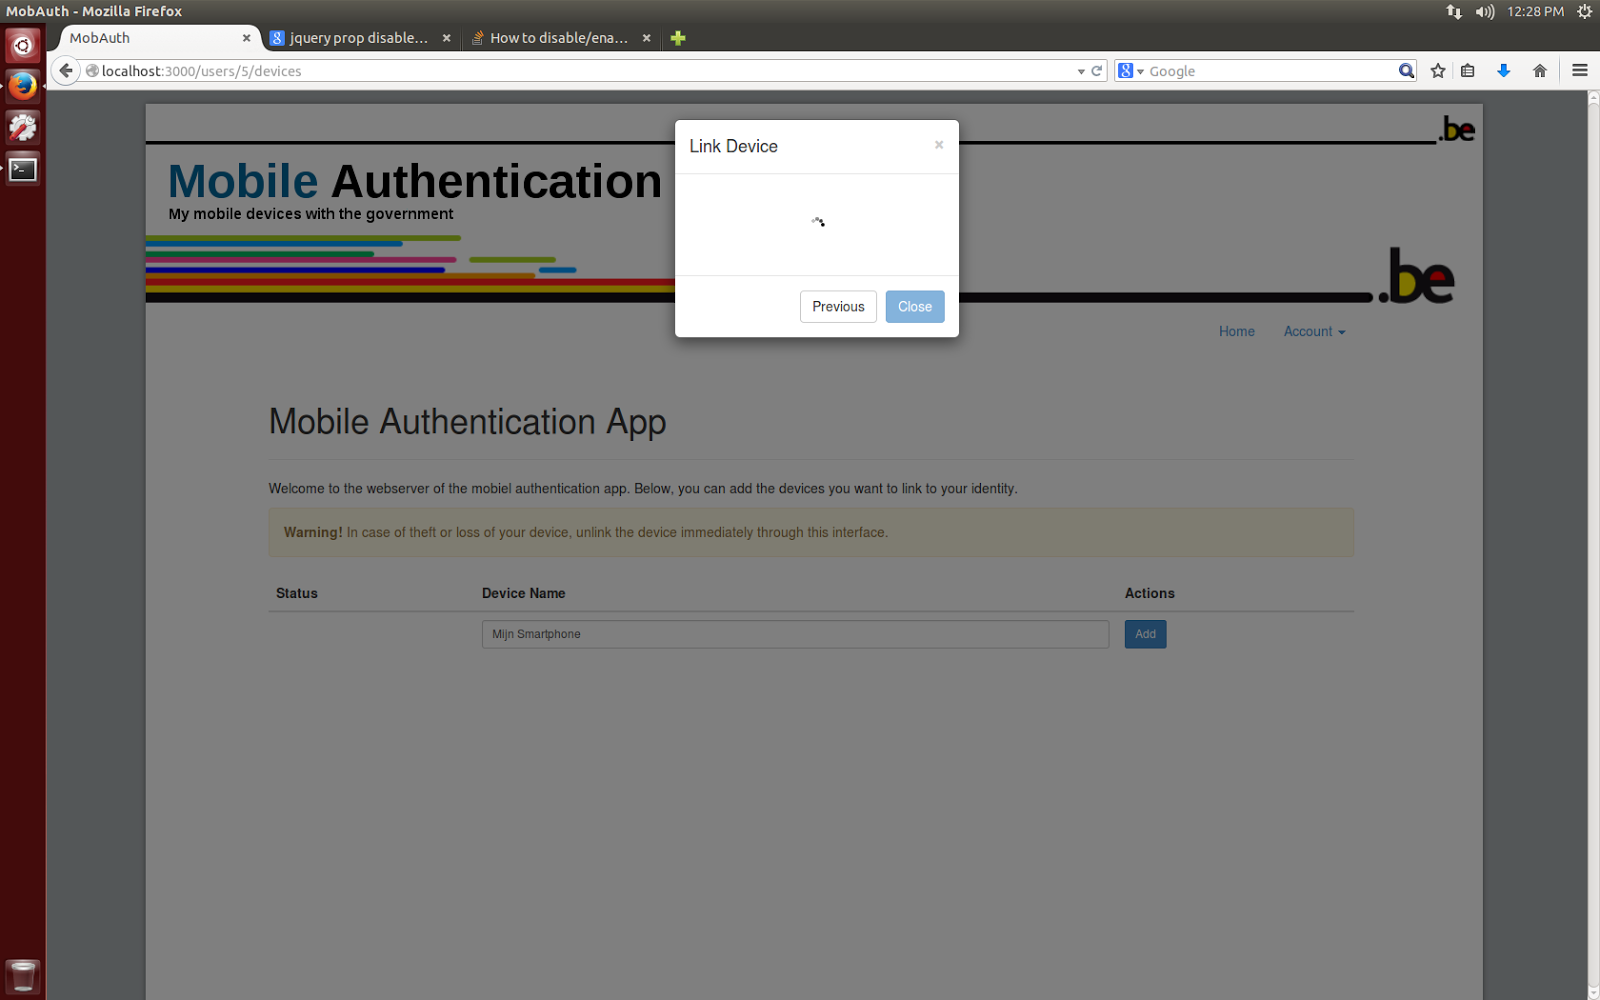 MobAuth - Mozilla Firefox
12:28 PM
MobAuth
jquery prop disable...
How to disable/ena...
localhost:3000/users/5/devices
Google
.be
Link Device
Mobile Authentication
My mobile devices with the government
.be
Previous
Close
Home
Account
Mobile Authentication App
Welcome to the webserver of the mobiel authentication app. Below, you can add the devices you want to link to your identity.
Warning! In case of theft or loss of your device, unlink the device immediately through this interface.
Status Device Name Actions
Mijn Smartphone Add